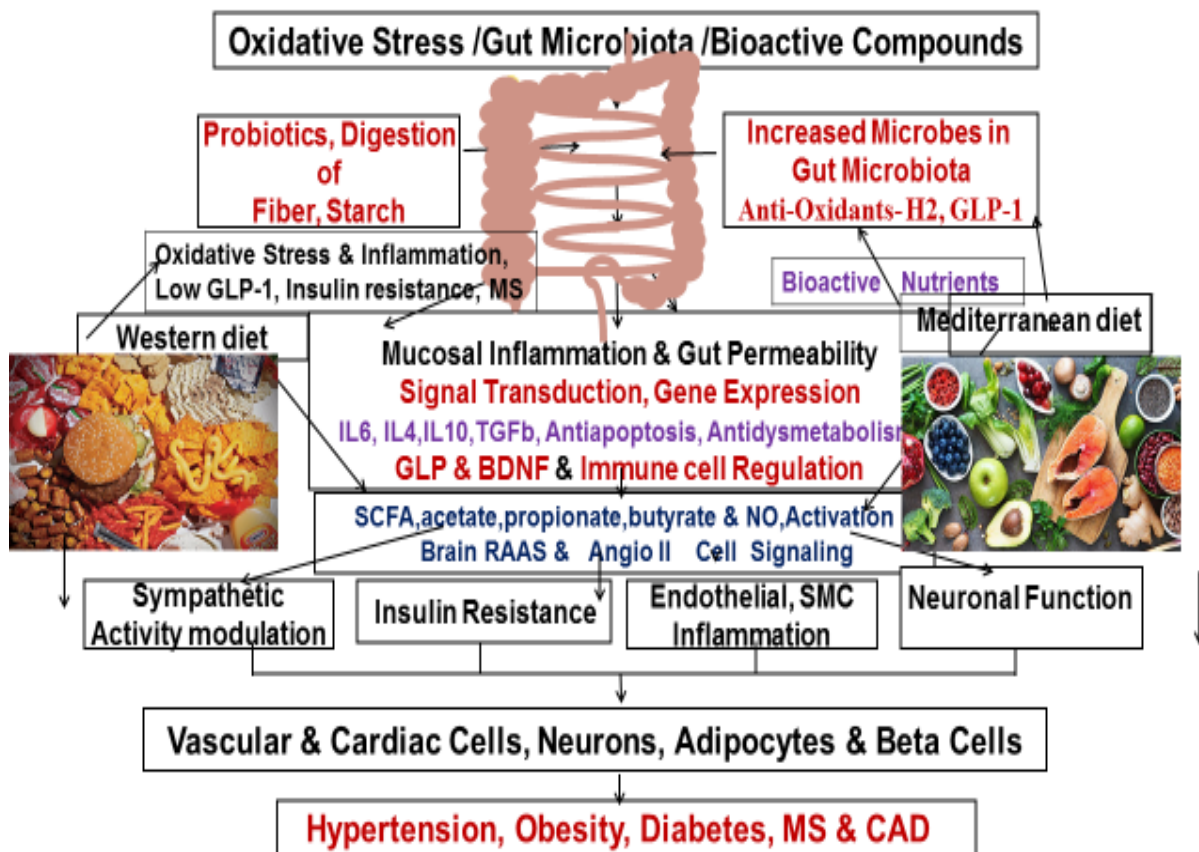 Oxidative Stress /Gut Microbiota /Bioactive Compounds
Probiotics, Digestion
of
Fiber, Starch
Increased Microbes in
Gut Microbiota
Anti-Oxidants-H2, GLP-1
Oxidative Stress & Inflammation,
Low GLP-1, Insulin resistance, MS
Bioactive Nutrients
Western diet
Mediterranean diet
Mucosal Inflammation & Gut Permeability
Signal Transduction, Gene Expression
IL6, IL4,IL10,TGFb, Antiapoptosis, Antidysmetabolism
GLP & BDNF & Immune cell Regulation
SCFA,acetate,propionate,butyrate & NO,Activation
Brain RAAS & Angio II Cell Signaling
Sympathetic
Activity modulation
Insulin Resistance
Endothelial, SMC
Inflammation
Neuronal Function
Vascular & Cardiac Cells, Neurons, Adipocytes & Beta Cells
Hypertension, Obesity, Diabetes, MS & CAD